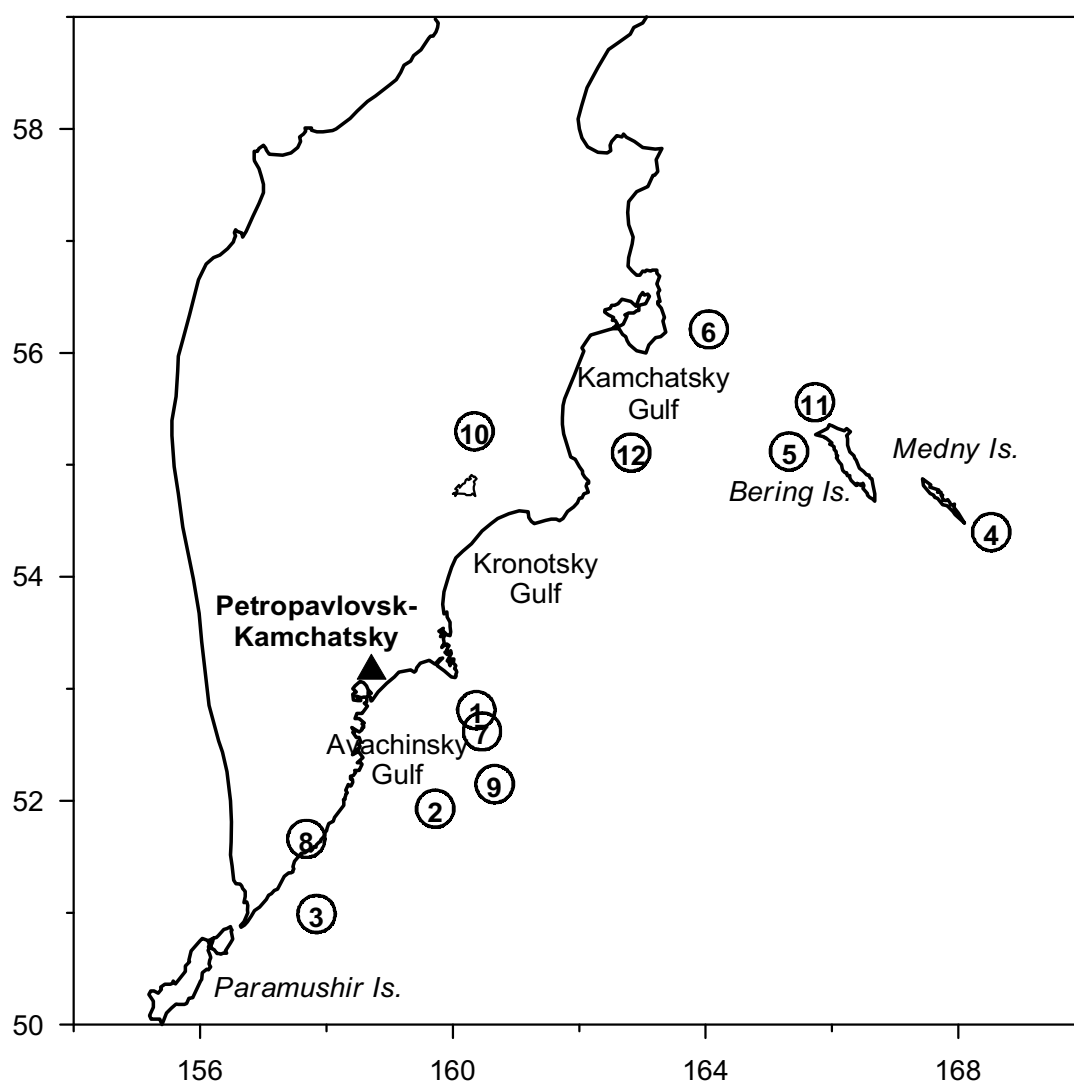 58
56
6
Kamchatsky
Gulf
11
10
12
5
Medny Is.
Bering Is.
4
54
Kronotsky
Gulf
Petropavlovsk-
Kamchatsky
1
7
Avachinsky
Gulf
9
52
2
8
3
Paramushir Is.
50
156 160 164 168